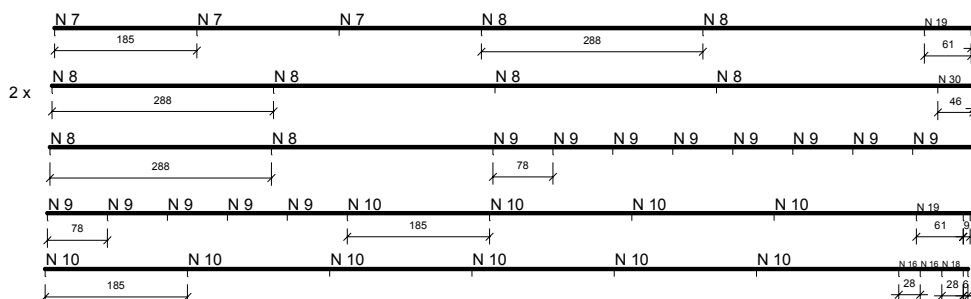 N 7 N 7 N 7 N 8 N 8 N 19
185 288 61
N 8 N 8 N 8 N 8 N 30
2 x
288 46
N 8 N 8 N 9 N 9 N 9 N 9 N 9 N 9 N 9 N 9
288 78
N 9 N 9 N 9 N 9 N 9 N 10 N 10 N 10 N 10 N 19
78 185 61 9
N 10 N 10 N 10 N 10 N 10 N 10 N 16 N 16 N 18
185 28 28 6